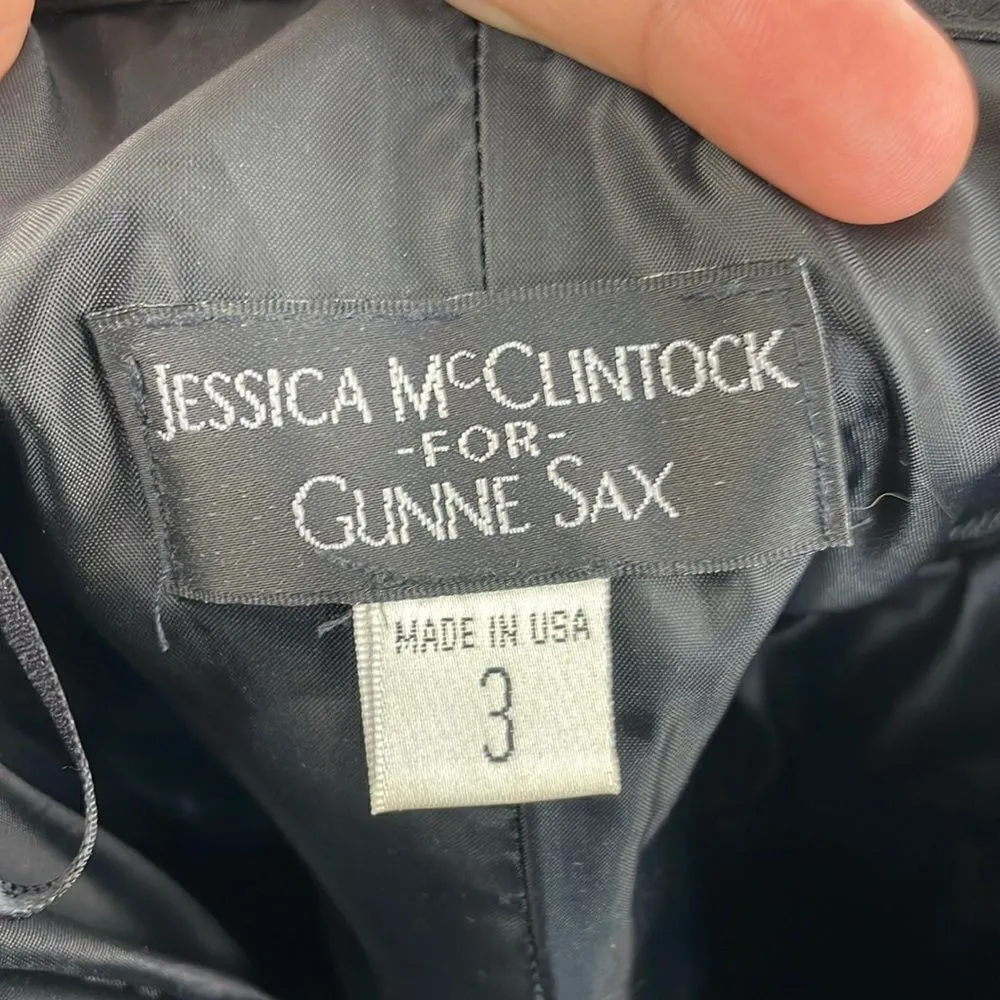 JESSICA McCLINTOCK
-FOR-
GUNNE SAX
MADE IN USA
3